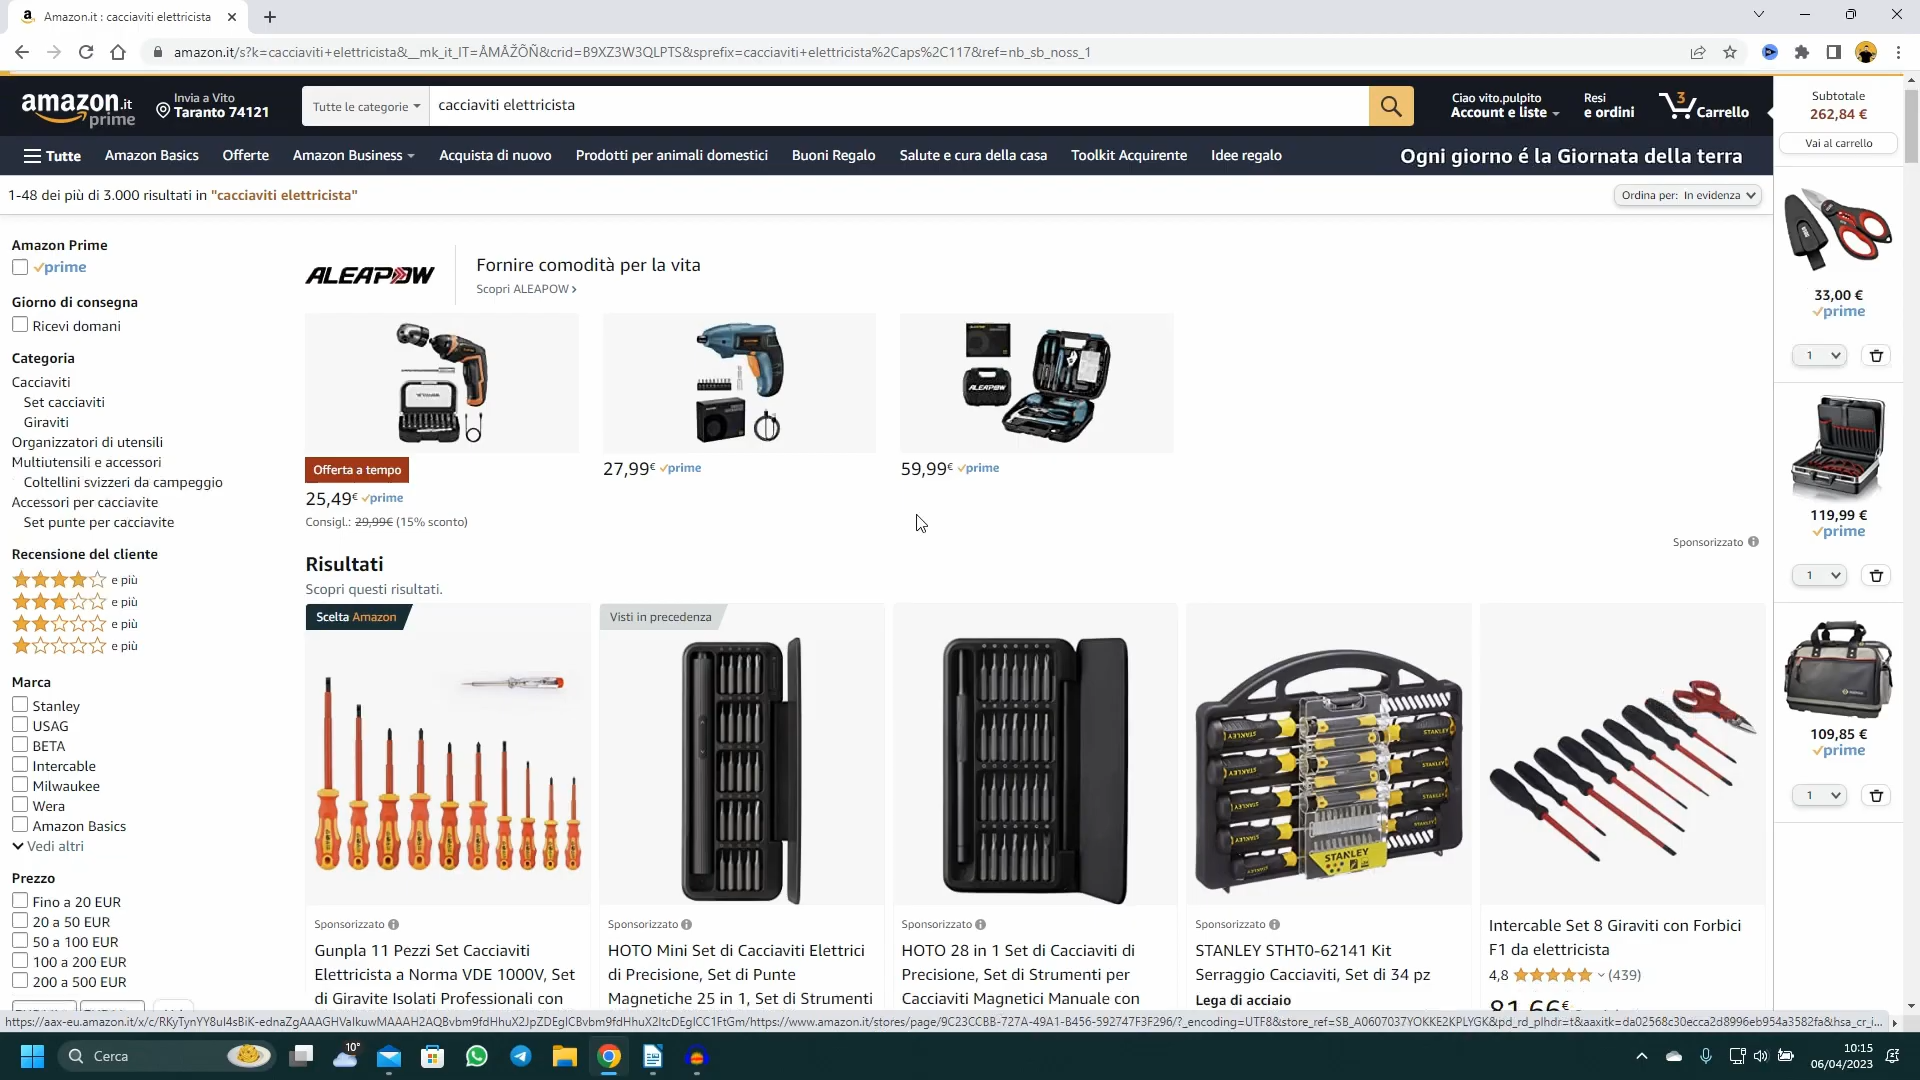 Amazon.it : cacciaviti elettricista
amazon.it/s?k=cacciaviti+elettricista&__mk_it_IT=ÅMÅŽÕÑ&crid=B9XZ3W3QLPTS&sprefix=cacciaviti+elettricista%2Caps%2C117&ref=nb_sb_noss_1
amazon.it
prime
Invia a Vito
Taranto 74121
Tutte le categorie
cacciaviti elettricista
Ciao vito.pulpito
Account e liste
Resi
e ordini
3
Carrello
Subtotale
262,84 €
Vai al carrello
Tutte
Amazon Basics
Offerte
Amazon Business
Acquista di nuovo
Prodotti per animali domestici
Buoni Regalo
Salute e cura della casa
Toolkit Acquirente
Idee regalo
Ogni giorno é la Giornata della terra
1-48 dei più di 3.000 risultati in "cacciaviti elettricista"
Ordina per: In evidenza
Amazon Prime
prime
Giorno di consegna
Ricevi domani
Categoria
Cacciaviti
Set cacciaviti
Giraviti
Organizzatori di utensili
Multiutensili e accessori
Coltellini svizzeri da campeggio
Accessori per cacciavite
Set punte per cacciavite
Recensione del cliente
e più
e più
e più
e più
Marca
Stanley
USAG
BETA
Intercable
Milwaukee
Wera
Amazon Basics
Vedi altri
Prezzo
Fino a 20 EUR
20 a 50 EUR
50 a 100 EUR
100 a 200 EUR
200 a 500 EUR
ALEAPOW
Fornire comodità per la vita
Scopri ALEAPOW
ALEAPOW
Offerta a tempo
25,49€ prime
Consigl.: 29,99€ (15% sconto)
27,99€ prime
59,99€ prime
Sponsorizzato
Risultati
Scopri questi risultati.
Scelta Amazon
Visti in precedenza
STANLEY
STANLEY
STANLEY
STANLEY
STANLEY
Sponsorizzato
Gunpla 11 Pezzi Set Cacciaviti
Elettricista a Norma VDE 1000V, Set
di Giravite Isolati Professionali con
Sponsorizzato
HOTO Mini Set di Cacciaviti Elettrici
di Precisione, Set di Punte
Magnetiche 25 in 1, Set di Strumenti
Sponsorizzato
HOTO 28 in 1 Set di Cacciaviti di
Precisione, Set di Strumenti per
Cacciaviti Magnetici Manuale con
Sponsorizzato
STANLEY STHT0-62141 Kit
Serraggio Cacciaviti, Set di 34 pz
Lega di acciaio
Intercable Set 8 Giraviti con Forbici
F1 da elettricista
4,8
(439)
81,66€
33,00 €
prime
1
119,99 €
prime
1
109,85 €
prime
1
Cerca
10°
10:15
06/04/2023